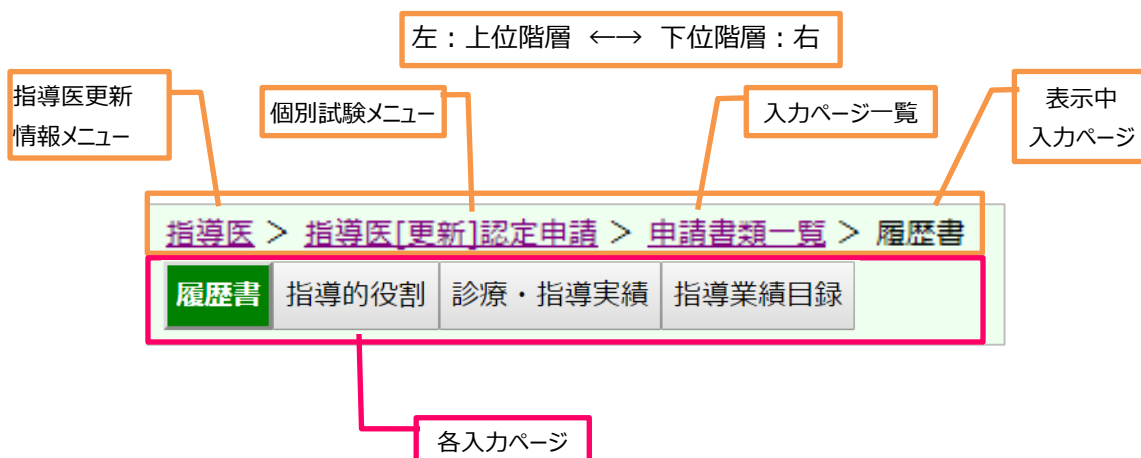 左：上位階層 ←→ 下位階層：右
指導医更新
情報メニュー
個別試験メニュー
入力ページ一覧
表示中
入力ページ
指導医 > 指導医[更新]認定申請 > 申請書類一覧 > 履歴書
履歴書 指導的役割 診療・指導実績 指導業績目録
各入力ページ